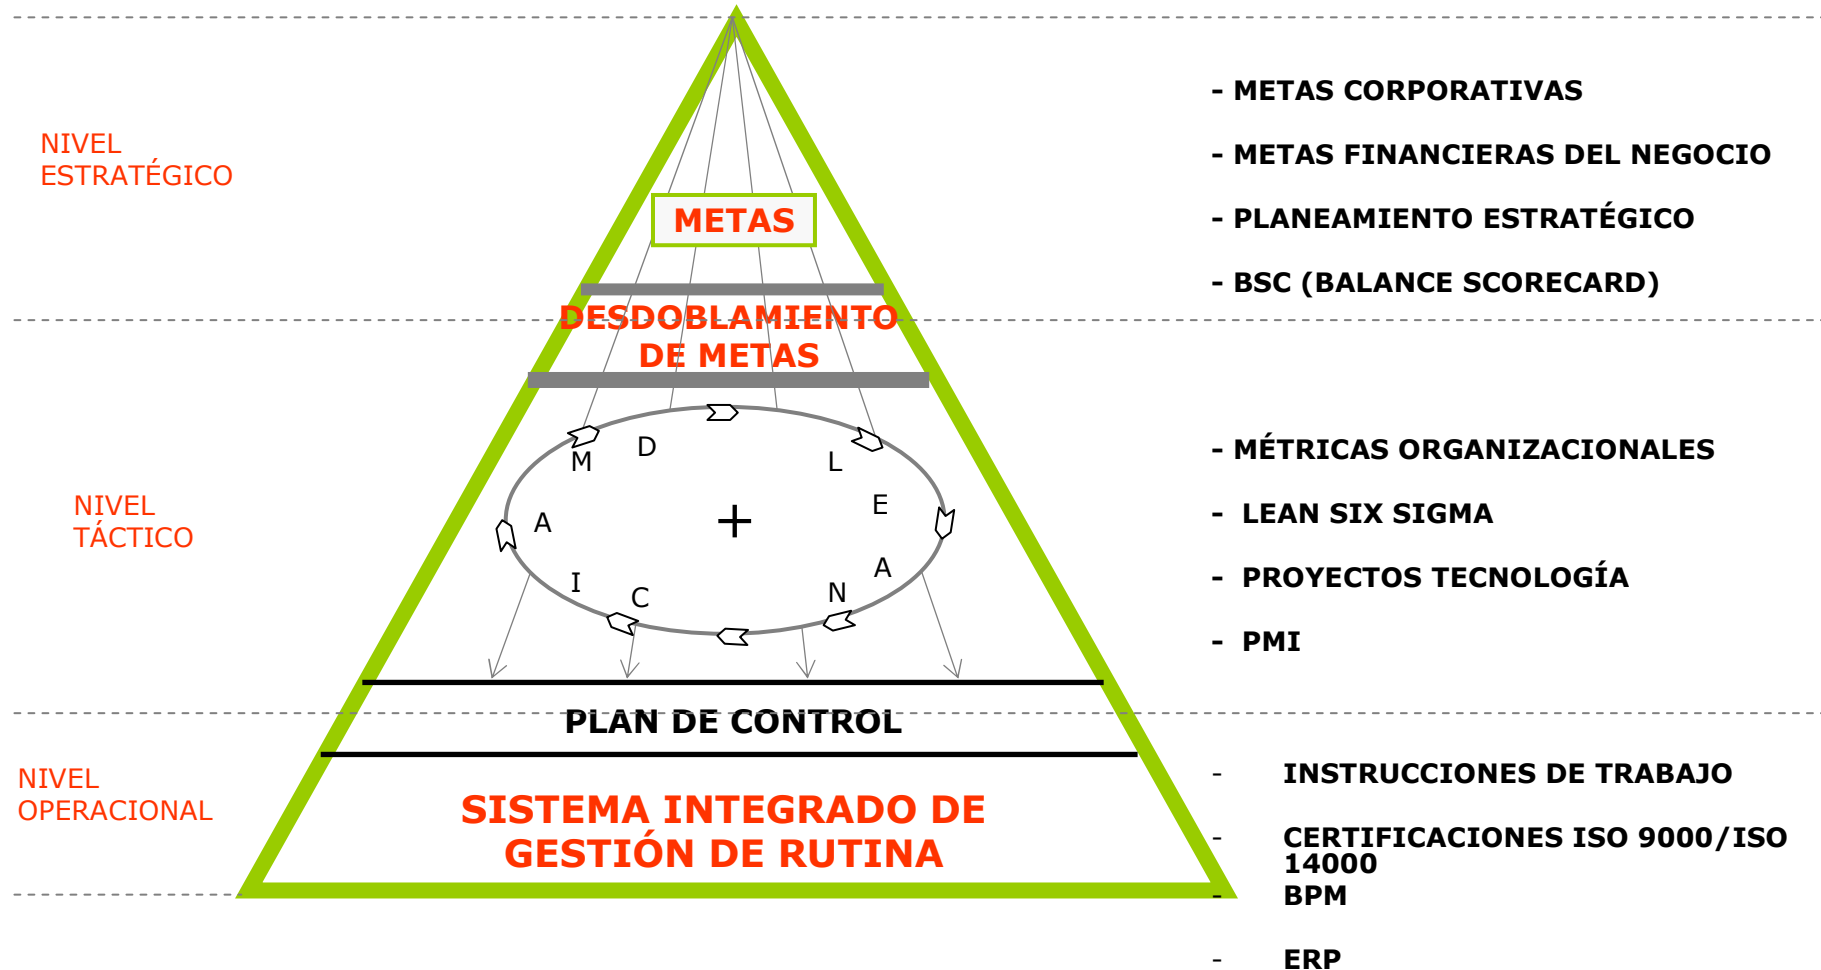 NIVEL
ESTRATÉGICO
METAS
- METAS CORPORATIVAS
- METAS FINANCIERAS DEL NEGOCIO
- PLANEAMIENTO ESTRATÉGICO
- BSC (BALANCE SCORECARD)
DESDOBLAMIENTO
DE METAS
NIVEL
TÁCTICO
D
M
A
I
C
+
L
E
A
N
- MÉTRICAS ORGANIZACIONALES
- LEAN SIX SIGMA
- PROYECTOS TECNOLOGÍA
- PMI
PLAN DE CONTROL
NIVEL
OPERACIONAL
SISTEMA INTEGRADO DE
GESTIÓN DE RUTINA
- INSTRUCCIONES DE TRABAJO
- CERTIFICACIONES ISO 9000/ISO
14000
- BPM
- ERP